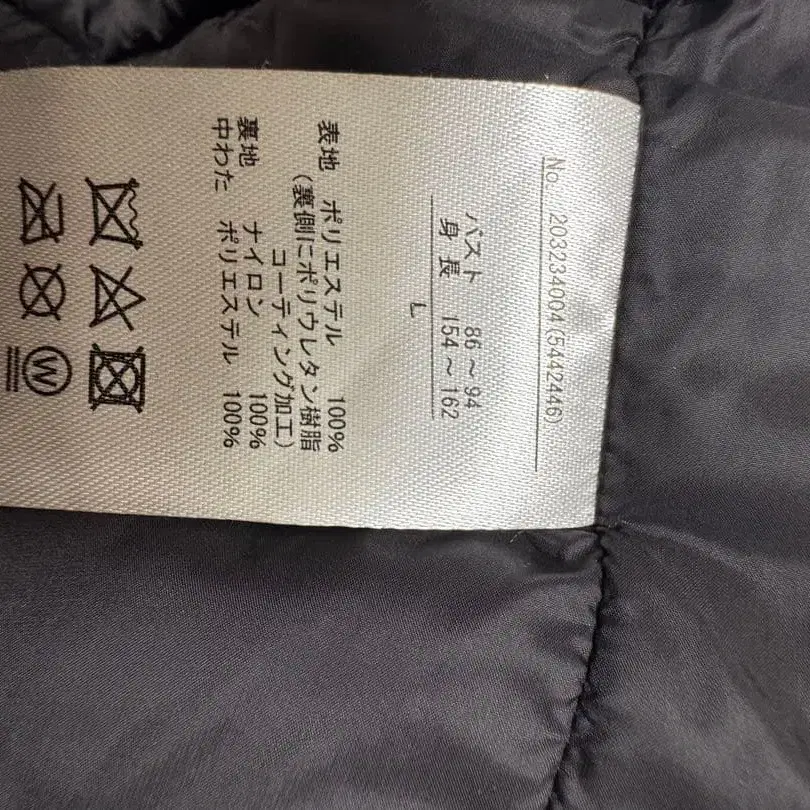 No. 203234004(5442446)
バスト 86～94
身長 154～162
L
表地 ポリエステル 100%
(裏側にポリウレタン樹脂
コーティング加工)
裏地 ナイロン 100%
中わた ポリエステル 100%
W